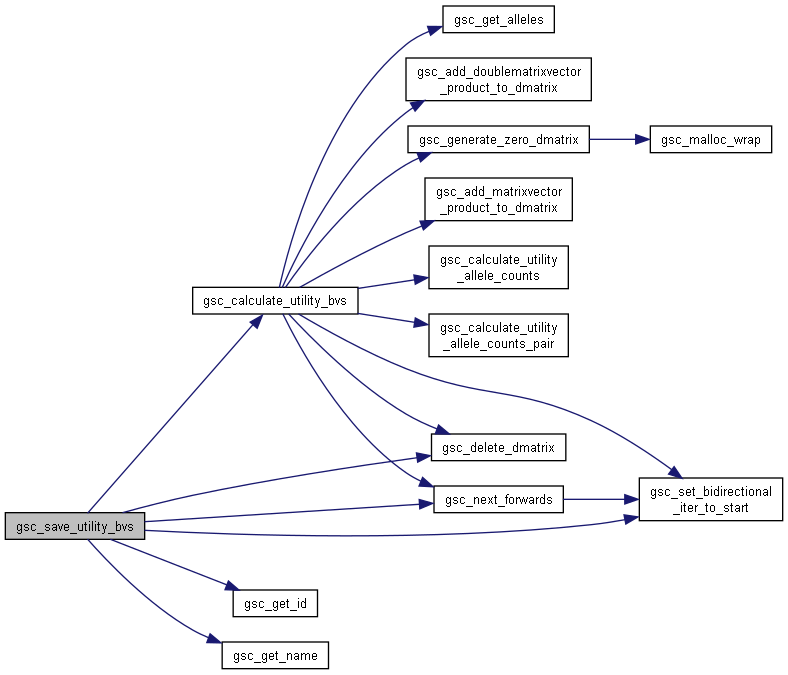 gsc_get_alleles
gsc_add_doublematrixvector
_product_to_dmatrix
gsc_generate_zero_dmatrix
gsc_malloc_wrap
gsc_add_matrixvector
_product_to_dmatrix
gsc_calculate_utility
_allele_counts
gsc_calculate_utility_bvs
gsc_calculate_utility
_allele_counts_pair
gsc_delete_dmatrix
gsc_next_forwards
gsc_set_bidirectional
_iter_to_start
gsc_save_utility_bvs
gsc_get_id
gsc_get_name